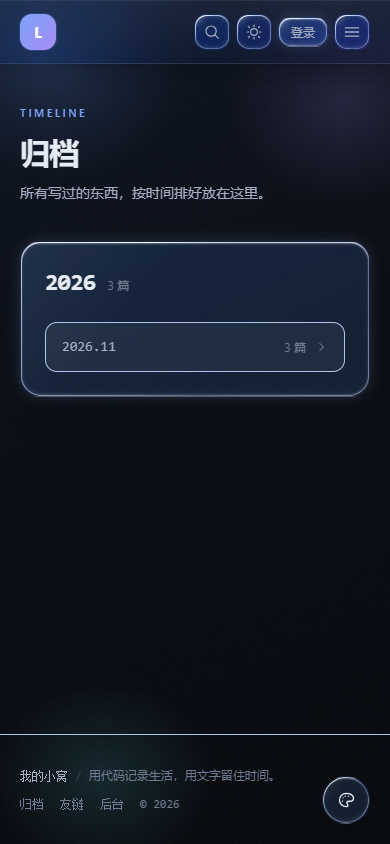 L 登录
TIMELINE
归档
所有写过的东西，按时间排好放在这里。
2026 3 篇
2026.11 3 篇
我的小窝 / 用代码记录生活，用文字留住时间。
归档 友链 后台 © 2026